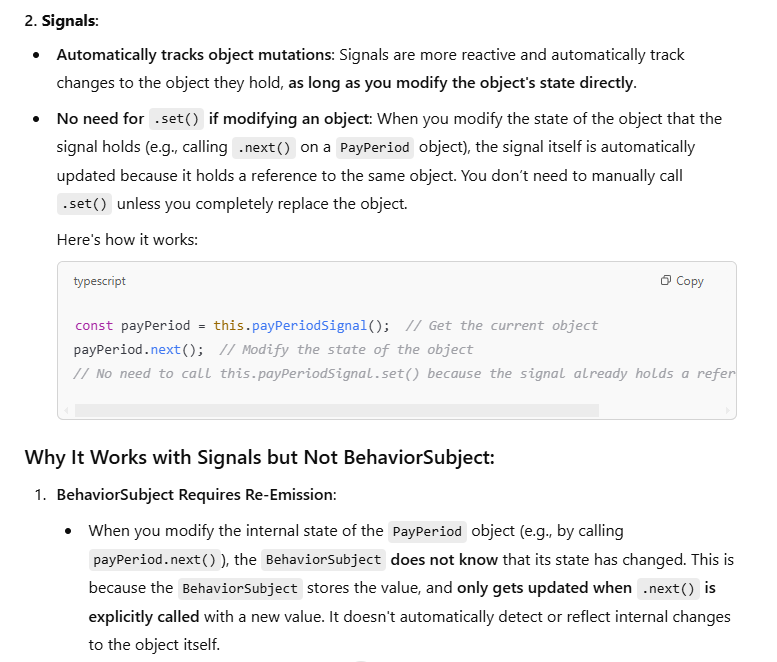 2. Signals:
• Automatically tracks object mutations: Signals are more reactive and automatically track
changes to the object they hold, as long as you modify the object's state directly.
• No need for .set() if modifying an object: When you modify the state of the object that the
signal holds (e.g., calling .next() on a PayPeriod object), the signal itself is automatically
updated because it holds a reference to the same object. You don't need to manually call
.set() unless you completely replace the object.
Here's how it works:
typescript
Copy
const payPeriod = this.payPeriodSignal(); // Get the current object
payPeriod.next(); // Modify the state of the object
// No need to call this.payPeriodSignal.set() because the signal already holds a refer
Why It Works with Signals but Not BehaviorSubject:
1. BehaviorSubject Requires Re-Emission:
• When you modify the internal state of the PayPeriod object (e.g., by calling
payPeriod.next()), the BehaviorSubject does not know that its state has changed. This is
because the BehaviorSubject stores the value, and only gets updated when .next() is
explicitly called with a new value. It doesn't automatically detect or reflect internal changes
to the object itself.